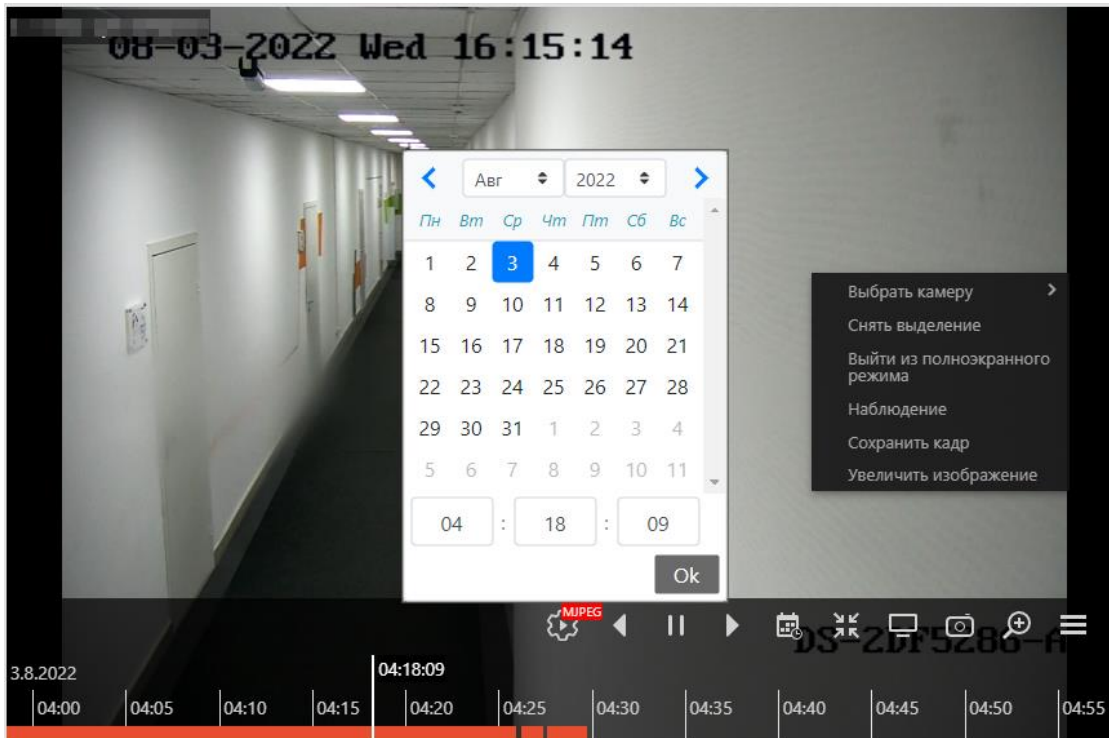 08-03-2022 Wed 16:15:14
Авг 2022
Пн Вт Ср Чт Пт Сб Вс
1 2 3 4 5 6 7
8 9 10 11 12 13 14
15 16 17 18 19 20 21
22 23 24 25 26 27 28
29 30 31 1 2 3 4
5 6 7 8 9 10 11
04 : 18 : 09
Ok
Выбрать камеру
Снять выделение
Выйти из полноэкранного
режима
Наблюдение
Сохранить кадр
Увеличить изображение
MJPEG
DS-2DF5286-A
3.8.2022 04:18:09
04:00 04:05 04:10 04:15 04:20 04:25 04:30 04:35 04:40 04:45 04:50 04:55